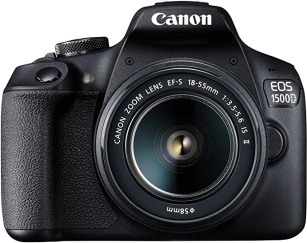 Canon
EOS
1500D
CANON ZOOM LENS EF-S 18-55mm 1:3.5-5.6 IS II
⌀58mm